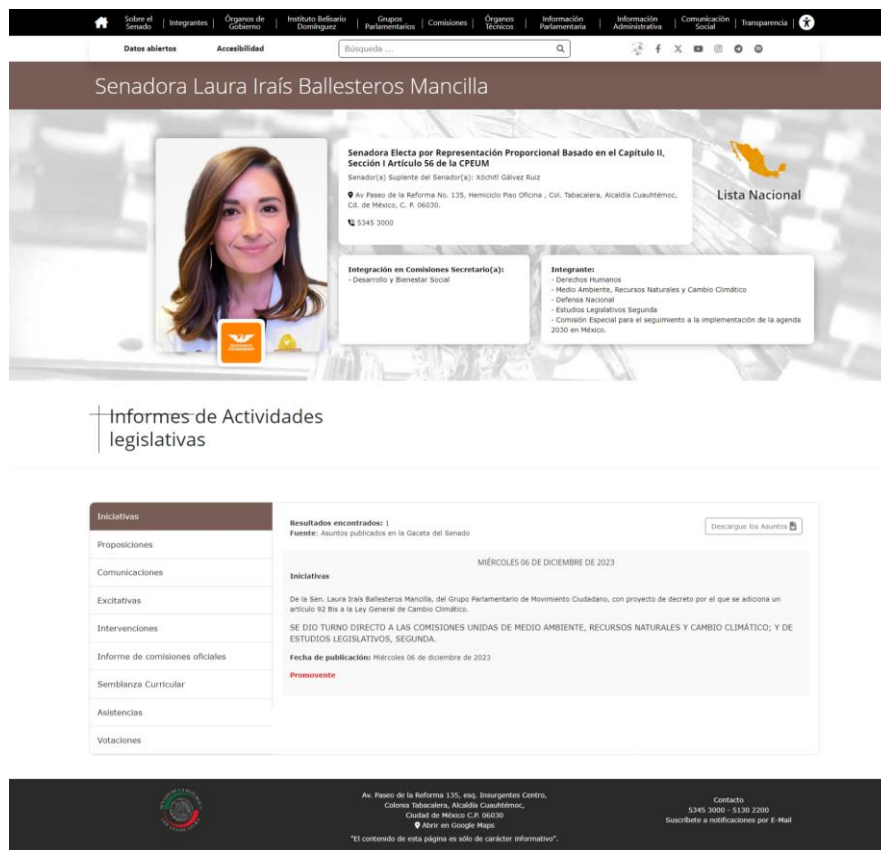 Sobre el Senado | Integrantes | Órganos de Gobierno | Instituto Belisario Domínguez | Grupos Parlamentarios | Comisiones | Órganos Técnicos | Información Parlamentaria | Información Administrativa | Comunicación Social | Transparencia |
Datos abiertos Accesibilidad Búsqueda ...
Senadora Laura Iraís Ballesteros Mancilla
Senadora Electa por Representación Proporcional Basado en el Capítulo II,
Sección I Artículo 56 de la CPEUM
Senador(a) Suplente del Senador(a): Xóchitl Gálvez Ruiz
Av Paseo de la Reforma No. 135, Hemiciclo Piso Oficina , Col. Tabacalera, Alcaldía Cuauhtémoc,
Cd. de México, C. P. 06030.
5345 3000
Lista Nacional
Integración en Comisiones Secretario(a):
- Desarrollo y Bienestar Social
Integrante:
- Derechos Humanos
- Medio Ambiente, Recursos Naturales y Cambio Climático
- Defensa Nacional
- Estudios Legislativos Segunda
- Comisión Especial para el seguimiento a la implementación de la agenda
2030 en México.
Informes de Actividades
legislativas
Iniciativas
Proposiciones
Comunicaciones
Excitativas
Intervenciones
Informe de comisiones oficiales
Semblanza Curricular
Asistencias
Votaciones
Resultados encontrados: 1
Fuente: Asuntos publicados en la Gaceta del Senado
Descargue los Asuntos
MIÉRCOLES 06 DE DICIEMBRE DE 2023
Iniciativas
De la Sen. Laura Iraís Ballesteros Mancilla, del Grupo Parlamentario de Movimiento Ciudadano, con proyecto de decreto por el que se adiciona un
artículo 92 Bis a la Ley General de Cambio Climático.
SE DIO TURNO DIRECTO A LAS COMISIONES UNIDAS DE MEDIO AMBIENTE, RECURSOS NATURALES Y CAMBIO CLIMÁTICO; Y DE
ESTUDIOS LEGISLATIVOS, SEGUNDA.
Fecha de publicación: Miércoles 06 de diciembre de 2023
Promovente
Av. Paseo de la Reforma 135, esq. Insurgentes Centro,
Colonia Tabacalera, Alcaldía Cuauhtémoc,
Ciudad de México C.P. 06030
Abrir en Google Maps
"El contenido de esta página es sólo de carácter informativo".
Contacto
5345 3000 - 5130 2200
Suscríbete a notificaciones por E-Mail